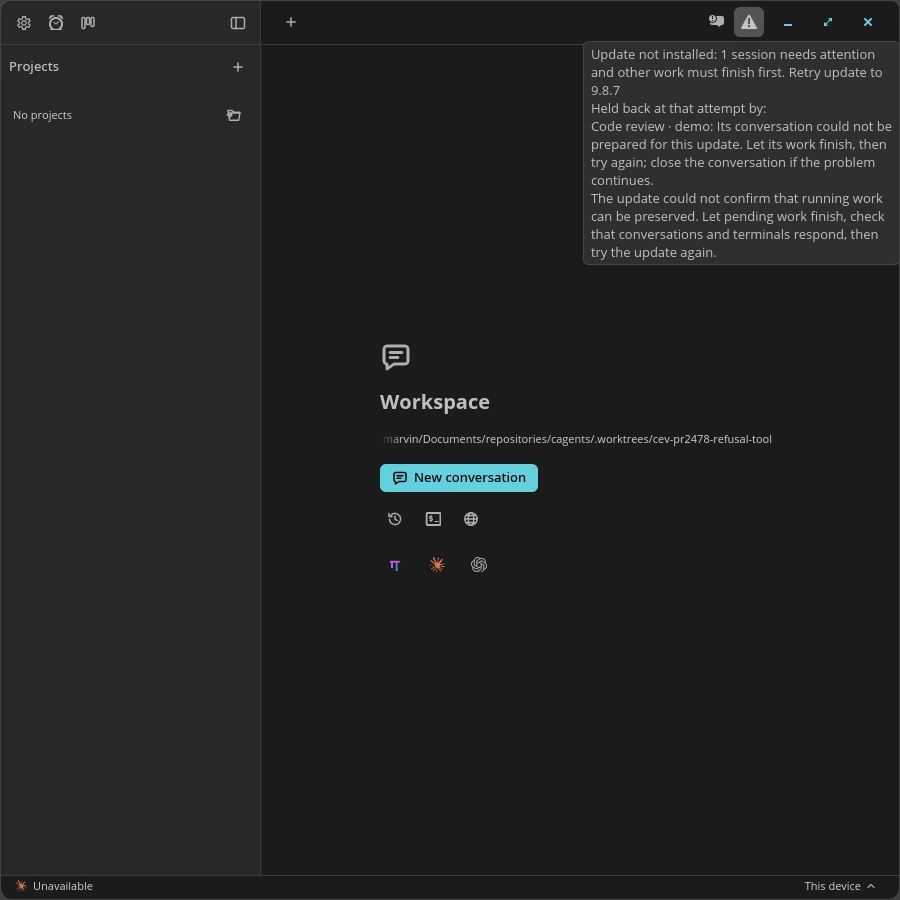 Projects
No projects
Update not installed: 1 session needs attention
and other work must finish first. Retry update to
9.8.7
Held back at that attempt by:
Code review · demo: Its conversation could not be
prepared for this update. Let its work finish, then
try again; close the conversation if the problem
continues.
The update could not confirm that running work
can be preserved. Let pending work finish, check
that conversations and terminals respond, then
try the update again.
Workspace
marvin/Documents/repositories/cagents/.worktrees/cev-pr2478-refusal-tool
New conversation
Unavailable
This device